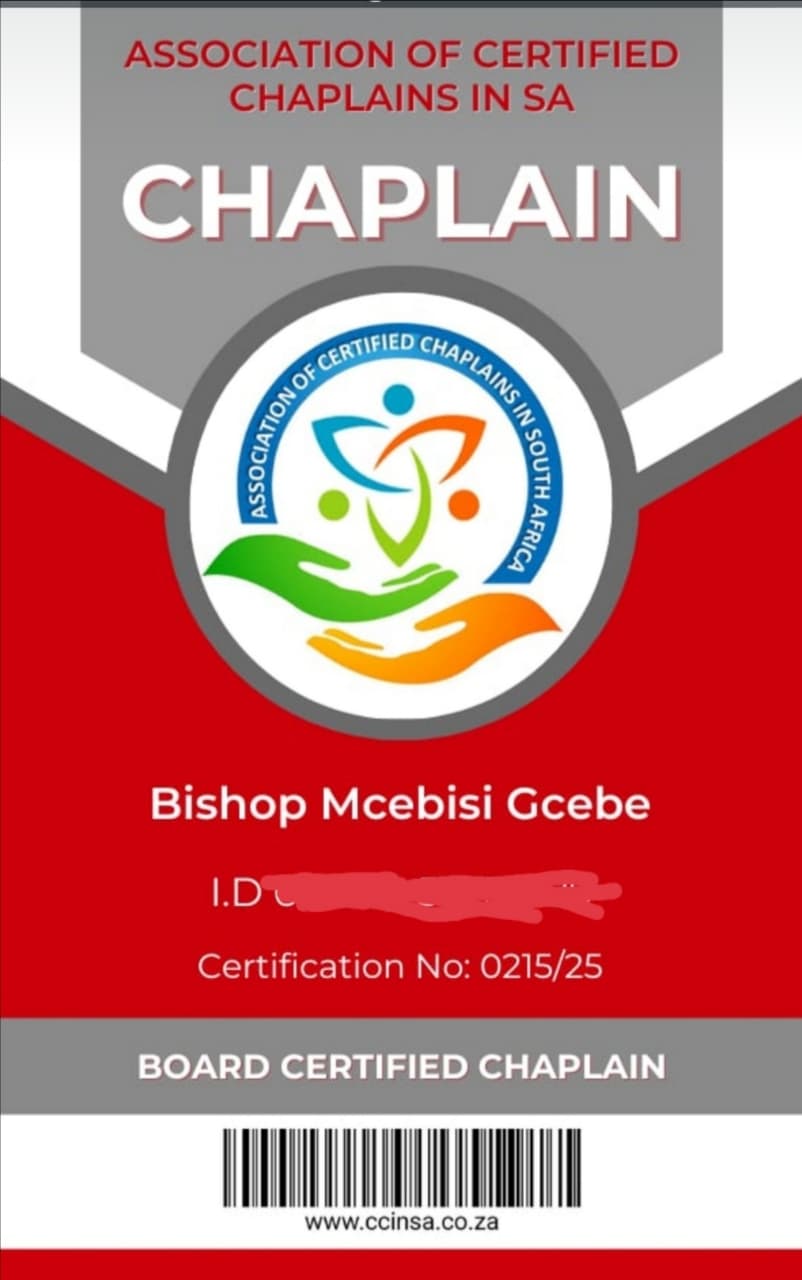 ASSOCIATION OF CERTIFIED
CHAPLAINS IN SA
CHAPLAIN
ASSOCIATION OF CERTIFIED CHAPLAINS IN SOUTH AFRICA
Bishop Mcebisi Gcebe
I.D
Certification No: 0215/25
BOARD CERTIFIED CHAPLAIN
www.ccinsa.co.za